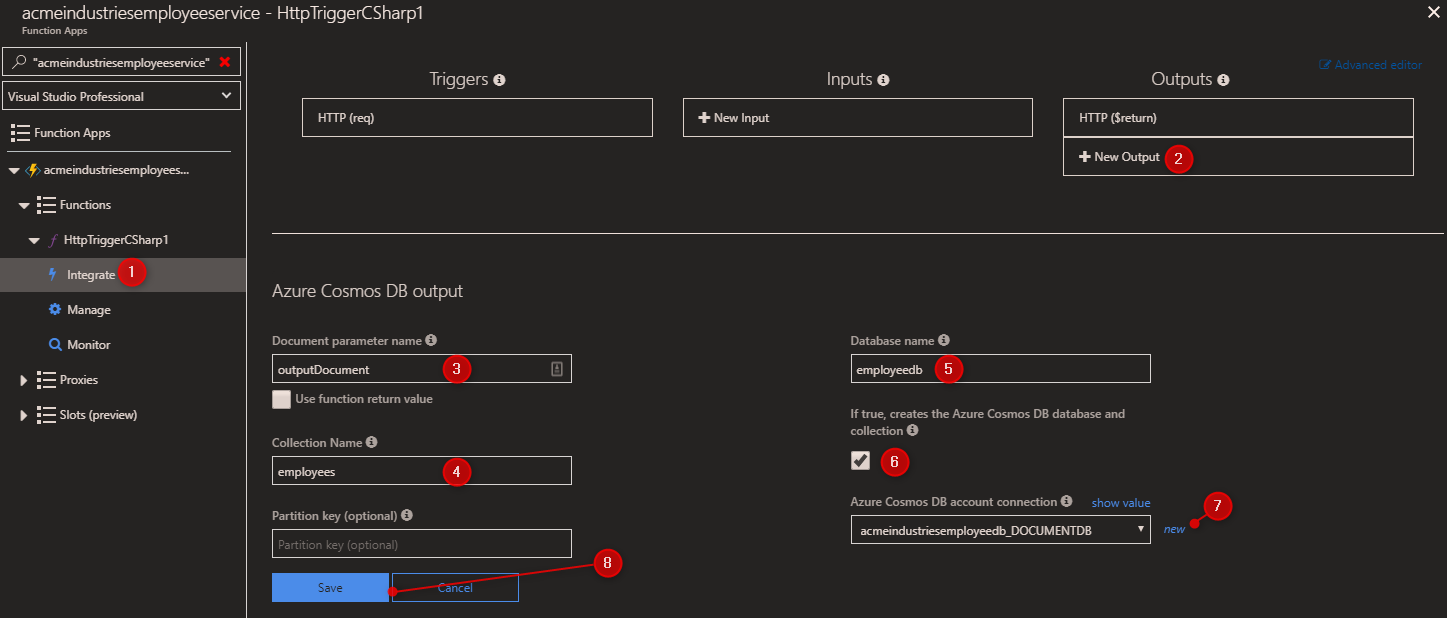 acmeindustriesemployeeservice - HttpTriggerCSharp1
Function Apps
"acmeindustriesemployeeservice"
Visual Studio Professional
Function Apps
acmeindustriesemployees...
Functions
HttpTriggerCSharp1
Integrate 1
Manage
Monitor
Proxies
Slots (preview)
Advanced editor
Triggers
HTTP (req)
Inputs
New Input
Outputs
HTTP ($return)
New Output 2
Azure Cosmos DB output
Document parameter name
outputDocument 3
Use function return value
Collection Name
employees 4
Partition key (optional)
Partition key (optional)
Save
Cancel
8
Database name
employeedb 5
If true, creates the Azure Cosmos DB database and
collection
6
Azure Cosmos DB account connection show value
acmeindustriesemployeedb_DOCUMENTDB
new
7